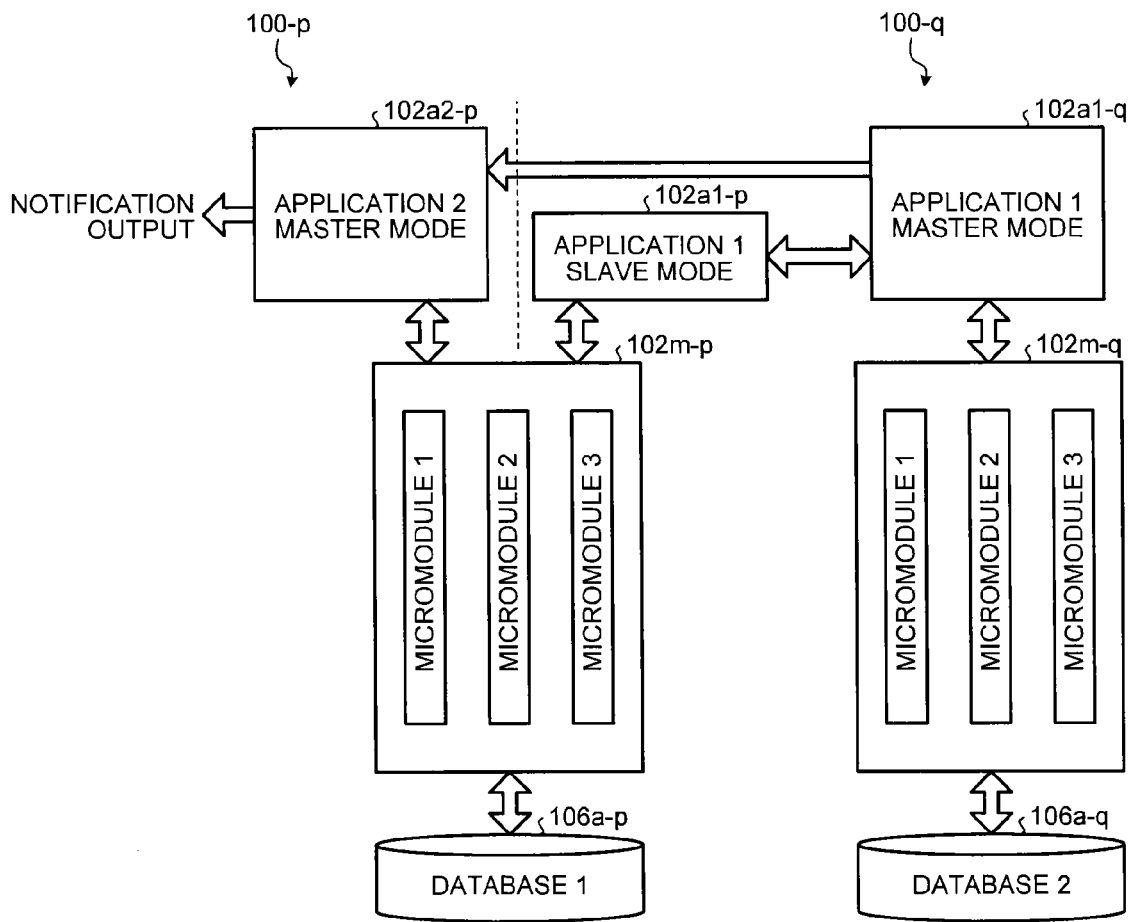 100-p
100-q
102a2-p
102a1-q
APPLICATION 2
MASTER MODE
NOTIFICATION
OUTPUT
102a1-p
APPLICATION 1
SLAVE MODE
APPLICATION 1
MASTER MODE
102m-p
102m-q
MICROMODULE 1
MICROMODULE 2
MICROMODULE 3
MICROMODULE 1
MICROMODULE 2
MICROMODULE 3
106a-p
106a-q
DATABASE 1
DATABASE 2